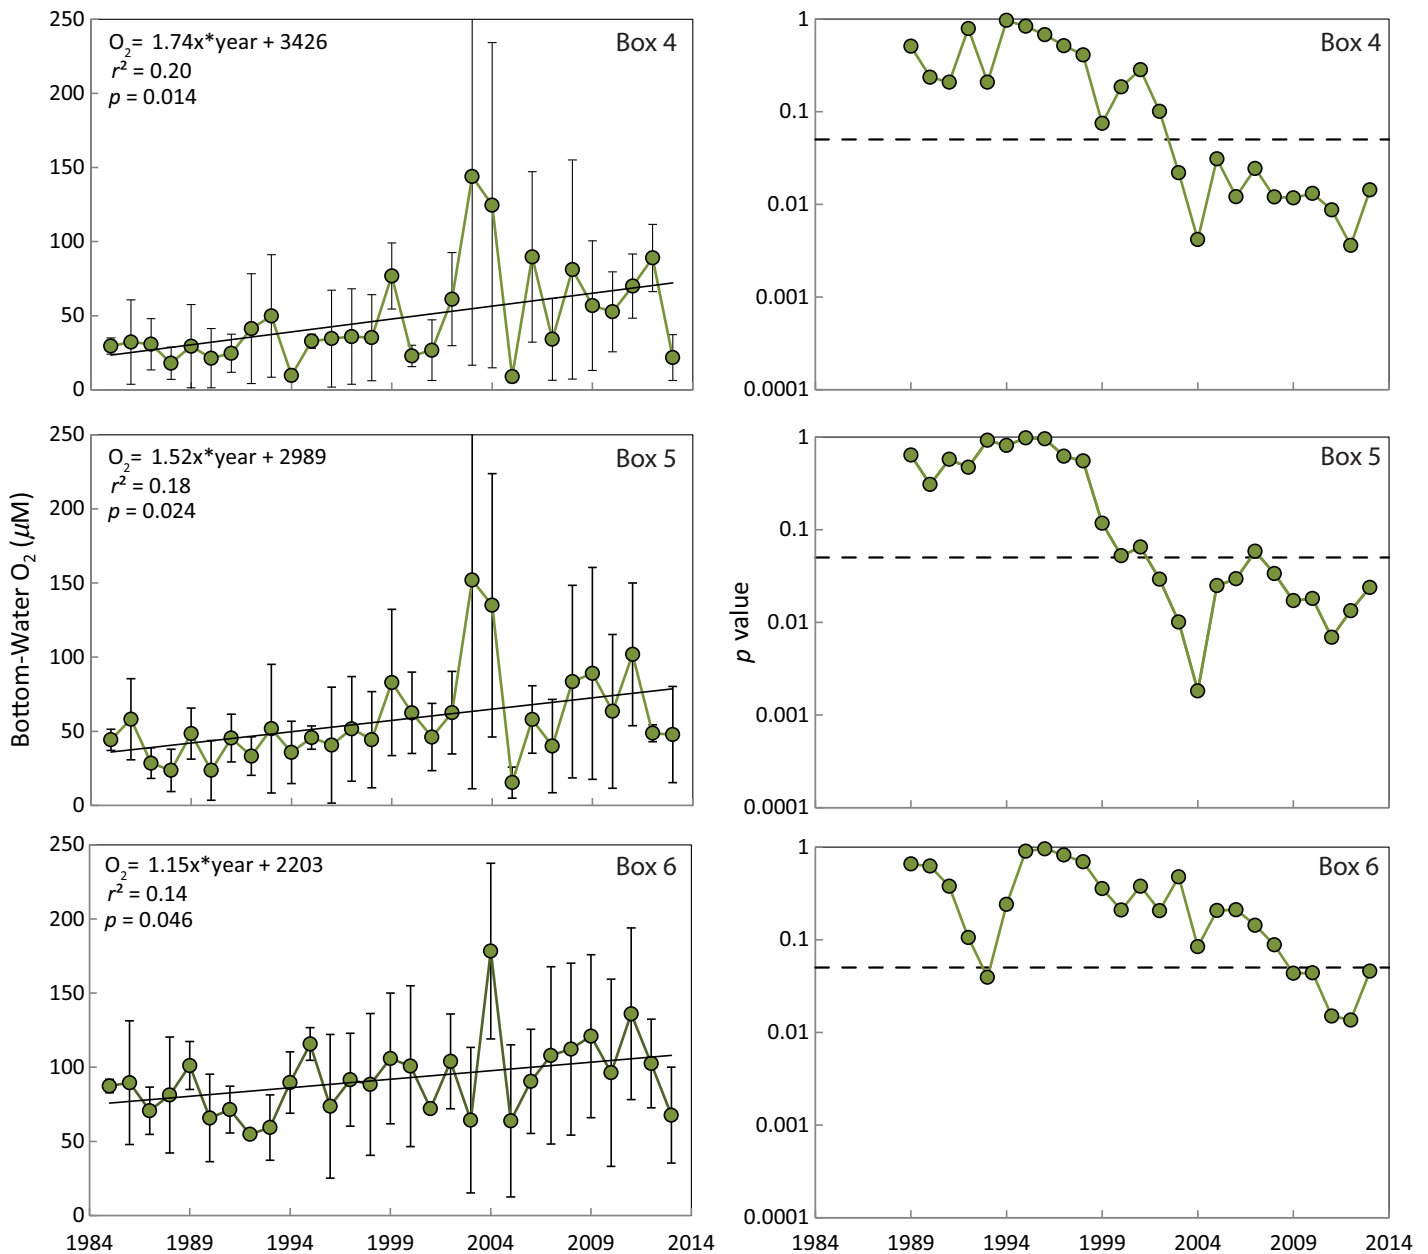 Bottom-Water O₂ (μM)
250
200
150
100
50
0
O₂= 1.74x*year + 3426
r² = 0.20
p = 0.014
Box 4
250
200
150
100
50
0
O₂= 1.52x*year + 2989
r² = 0.18
p = 0.024
Box 5
250
200
150
100
50
0
O₂= 1.15x*year + 2203
r² = 0.14
p = 0.046
Box 6
1984 1989 1994 1999 2004 2009 2014
p value
1
0.1
0.01
0.001
0.0001
Box 4
1
0.1
0.01
0.001
0.0001
Box 5
1
0.1
0.01
0.001
0.0001
Box 6
1984 1989 1994 1999 2004 2009 2014